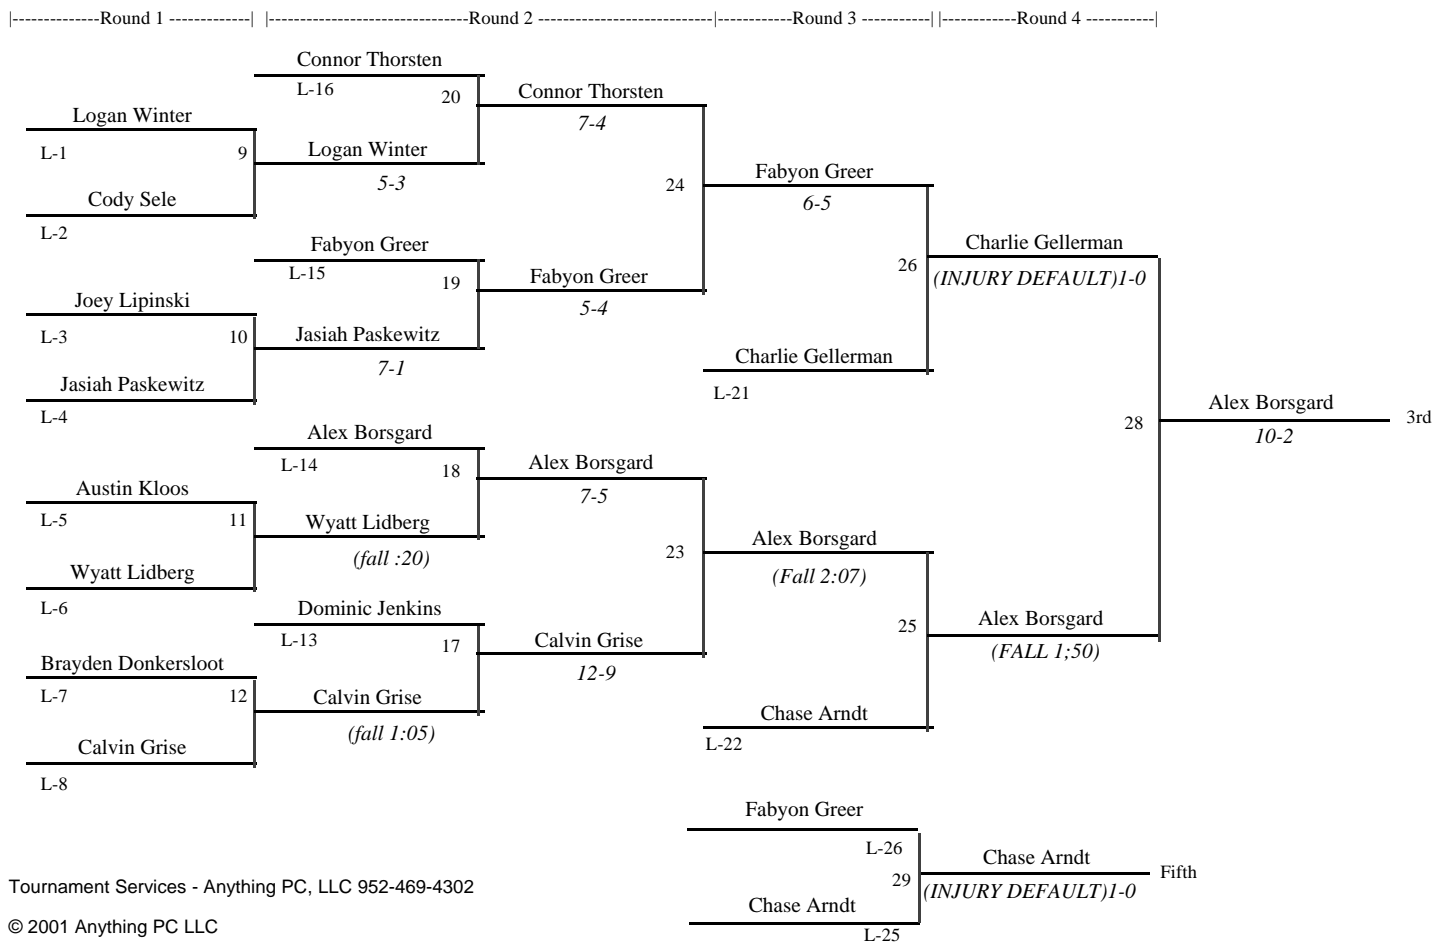 |-------------Round 1 -------------| |------------------------------Round 2 --------------------------|------------Round 3 -----------||-----------Round 4 ----------|
Connor Thorsten
L-16 20 Connor Thorsten
7-4
Logan Winter
L-1 9 Logan Winter
5-3
Cody Sele
L-2
24 Fabyon Greer
6-5
Fabyon Greer
L-15 19 Fabyon Greer
5-4
26 Charlie Gellerman
(INJURY DEFAULT)1-0
Joey Lipinski
L-3 10 Jasiah Paskewitz
7-1
Jasiah Paskewitz
L-4
Charlie Gellerman
L-21
28 Alex Borsgard 3rd
10-2
Alex Borsgard
L-14 18 Alex Borsgard
7-5
Austin Kloos
L-5 11 Wyatt Lidberg
(fall :20)
Wyatt Lidberg
L-6
23 Alex Borsgard
(Fall 2:07)
Dominic Jenkins
L-13 17 Calvin Grise
12-9
25 Alex Borsgard
(FALL 1;50)
Brayden Donkersloot
L-7 12 Calvin Grise
(fall 1:05)
Calvin Grise
L-8
Chase Arndt
L-22
Fabyon Greer
L-26
29 Chase Arndt Fifth
(INJURY DEFAULT)1-0
Chase Arndt
L-25
Tournament Services - Anything PC, LLC 952-469-4302
© 2001 Anything PC LLC